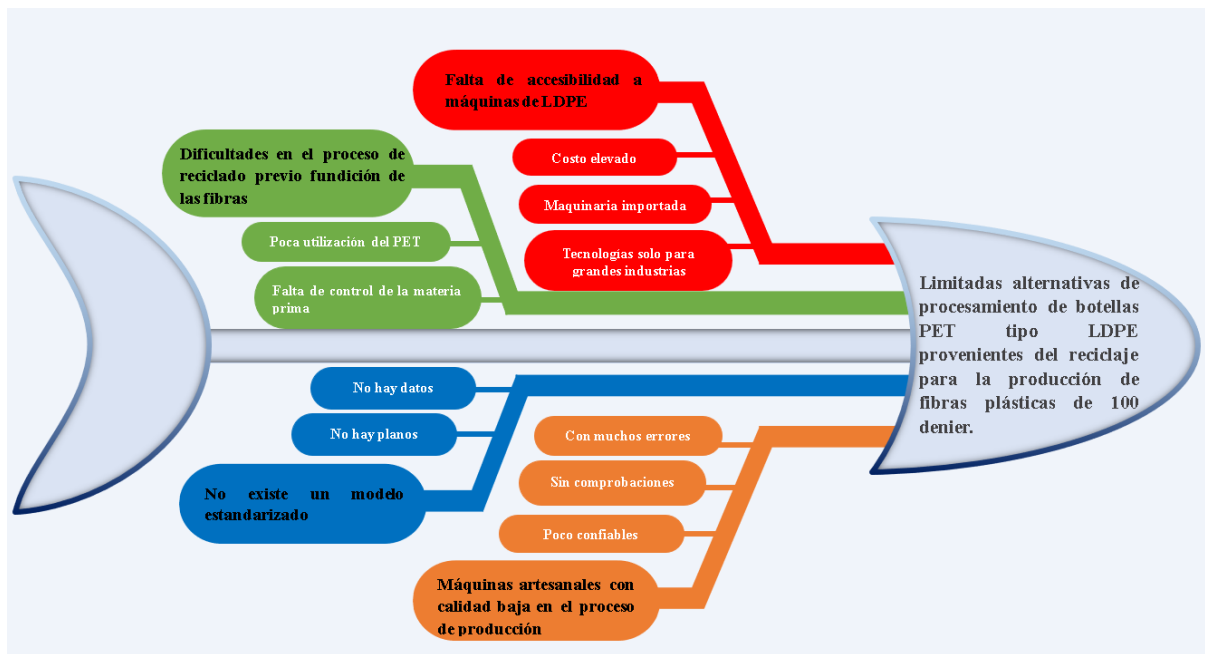 Falta de accesibilidad a
máquinas de LDPE
Costo elevado
Maquinaria importada
Tecnologías solo para
grandes industrias
Dificultades en el proceso de
reciclado previo fundición de
las fibras
Poca utilización del PET
Falta de control de la materia
prima
No hay datos
No hay planos
No existe un modelo
estandarizado
Con muchos errores
Sin comprobaciones
Poco confiables
Máquinas artesanales con
calidad baja en el proceso
de producción
Limitadas alternativas de
procesamiento de botellas
PET tipo LDPE
provenientes del reciclaje
para la producción de
fibras plásticas de 100
denier.